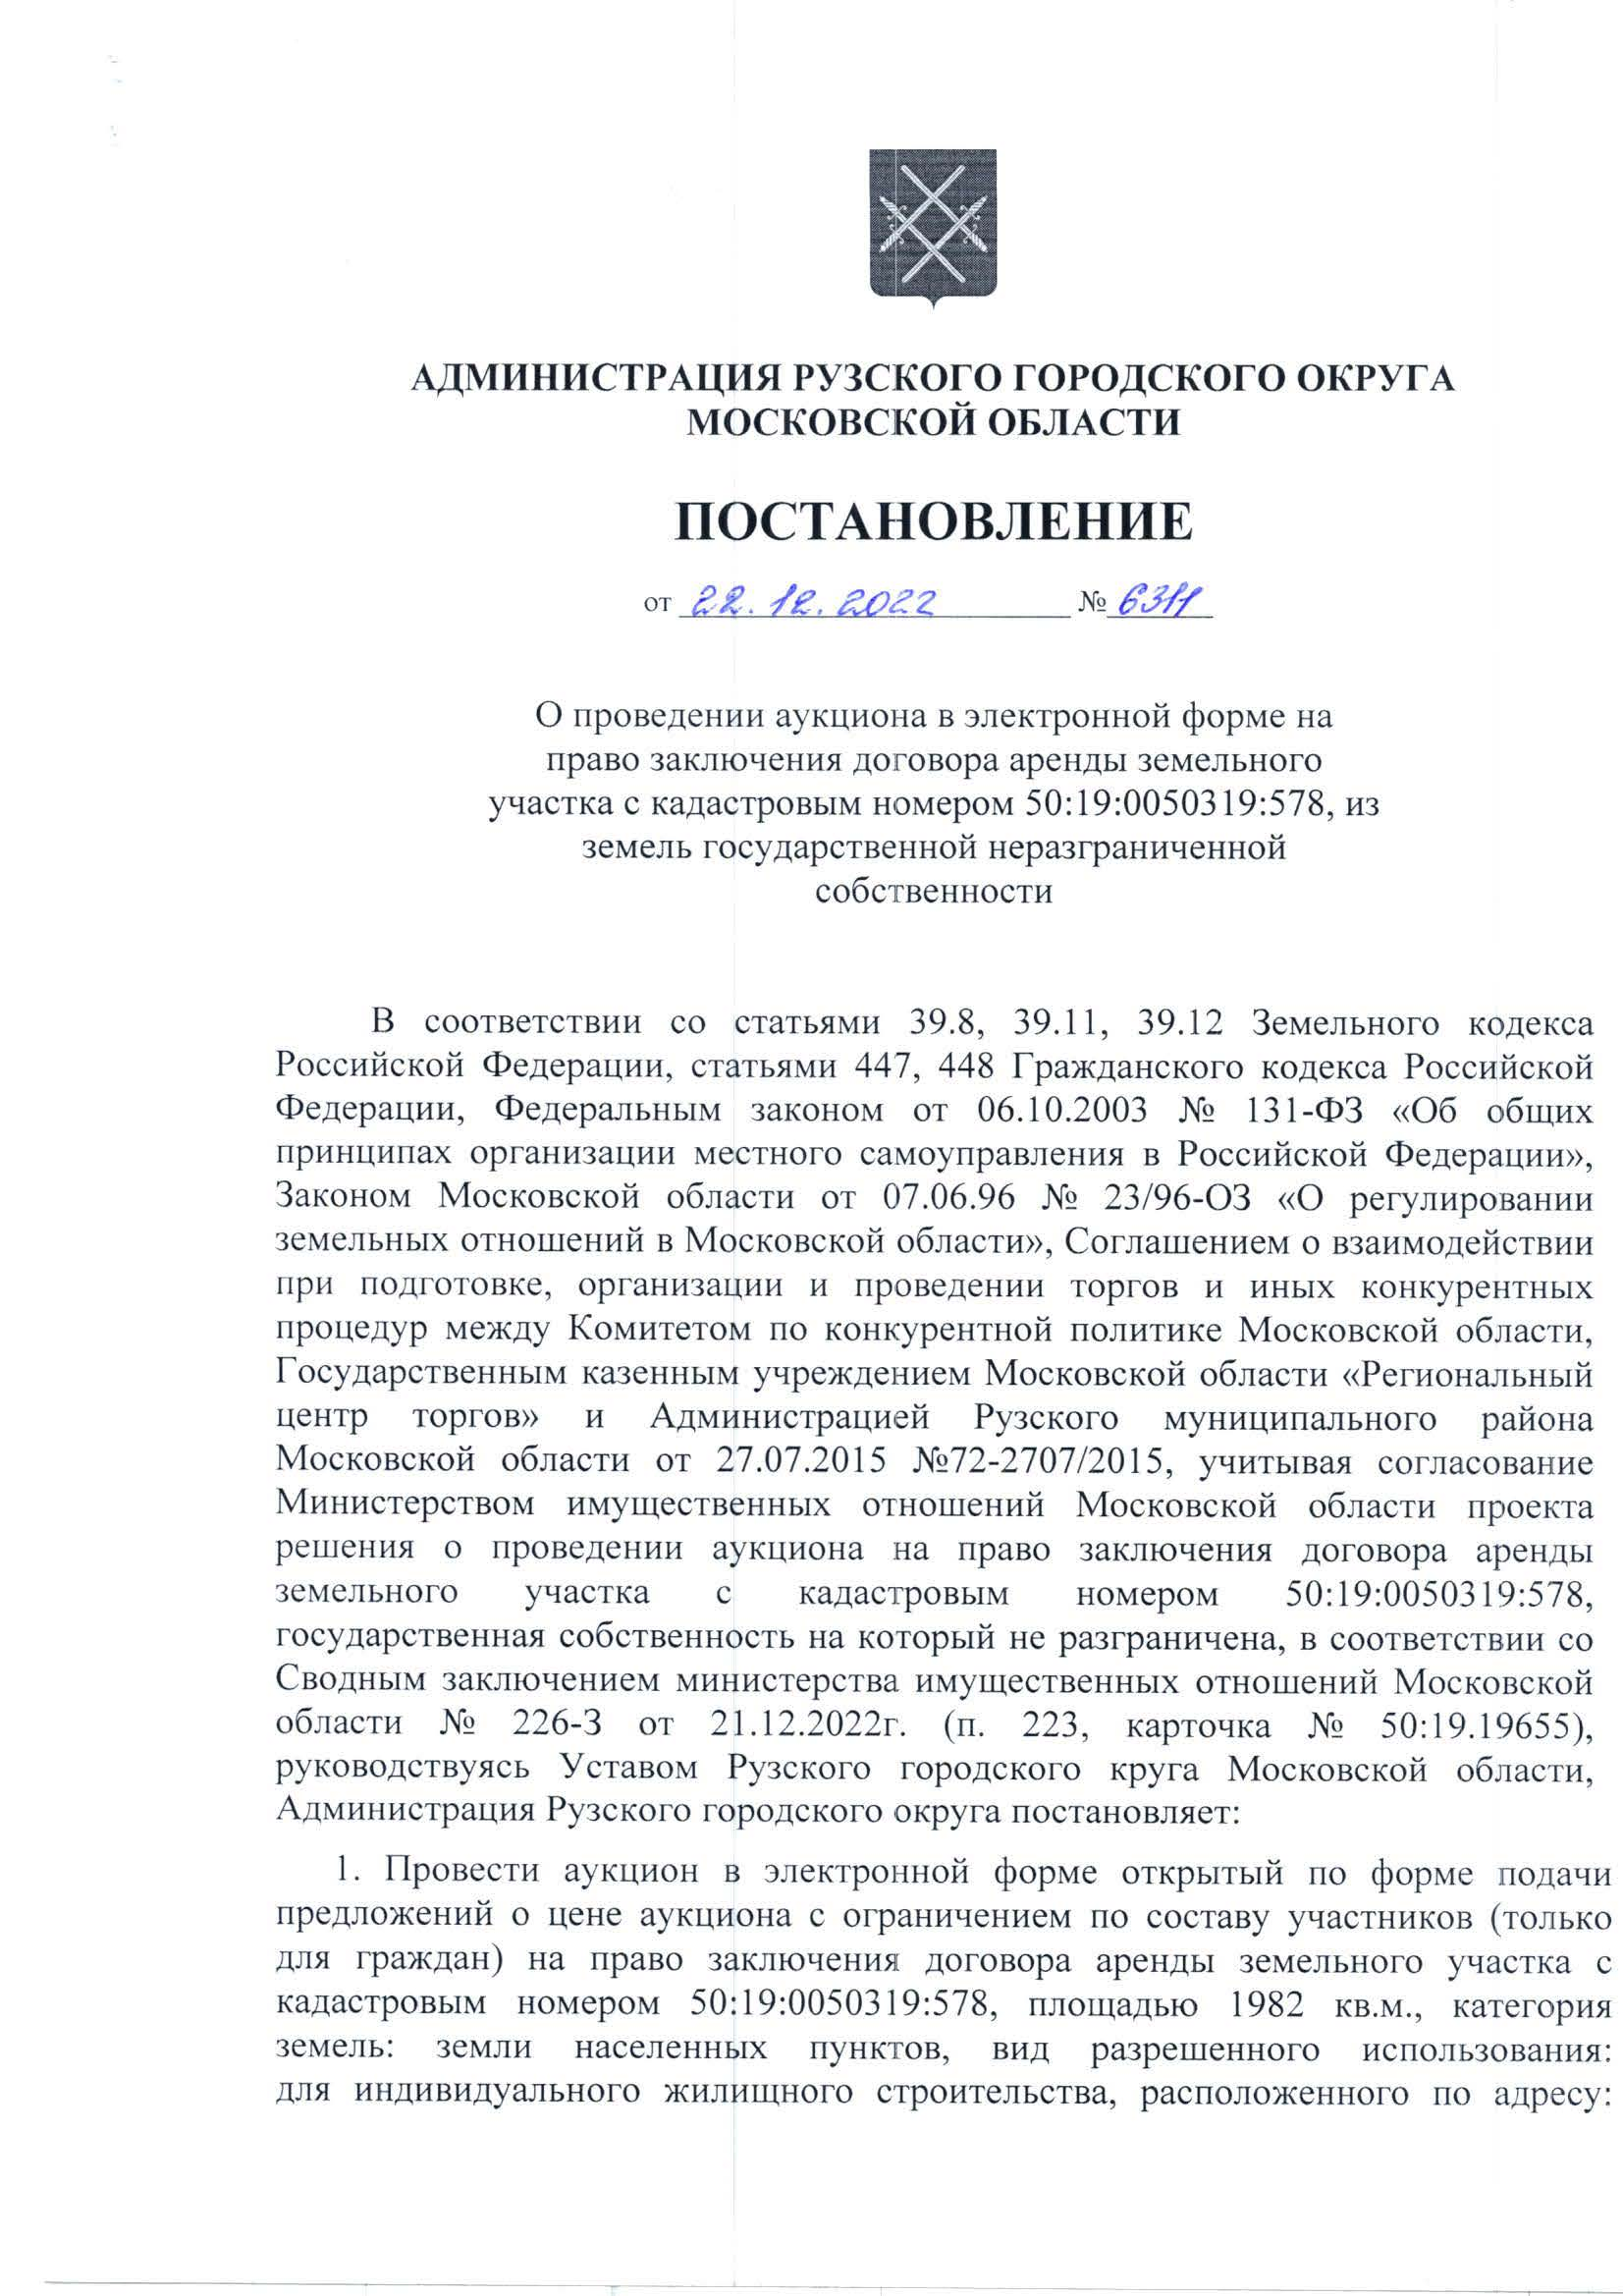 АДМИНИСТРАЦИЯ РУЗСКОГО ГОРОДСКОГО ОКРУГА
МОСКОВСКОЙ ОБЛАСТИ
ПОСТАНОВЛЕНИЕ
от 22.12.2022 № 6311
О проведении аукциона в электронной форме на
право заключения договора аренды земельного
участка с кадастровым номером 50:19:0050319:578, из
земель государственной неразграниченной
собственности
В соответствии со статьями 39.8, 39.11, 39.12 Земельного кодекса
Российской Федерации, статьями 447, 448 Гражданского кодекса Российской
Федерации, Федеральным законом от 06.10.2003 № 131-ФЗ «Об общих
принципах организации местного самоуправления в Российской Федерации»,
Законом Московской области от 07.06.96 № 23/96-ОЗ «О регулировании
земельных отношений в Московской области», Соглашением о взаимодействии
при подготовке, организации и проведении торгов и иных конкурентных
процедур между Комитетом по конкурентной политике Московской области,
Государственным казенным учреждением Московской области «Региональный
центр торгов» и Администрацией Рузского муниципального района
Московской области от 27.07.2015 №72-2707/2015, учитывая согласование
Министерством имущественных отношений Московской области проекта
решения о проведении аукциона на право заключения договора аренды
земельного участка с кадастровым номером 50:19:0050319:578,
государственная собственность на который не разграничена, в соответствии со
Сводным заключением министерства имущественных отношений Московской
области № 226-З от 21.12.2022г. (п. 223, карточка № 50:19.19655),
руководствуясь Уставом Рузского городского круга Московской области,
Администрация Рузского городского округа постановляет:
1. Провести аукцион в электронной форме открытый по форме подачи
предложений о цене аукциона с ограничением по составу участников (только
для граждан) на право заключения договора аренды земельного участка с
кадастровым номером 50:19:0050319:578, площадью 1982 кв.м., категория
земель: земли населенных пунктов, вид разрешенного использования:
для индивидуального жилищного строительства, расположенного по адресу: